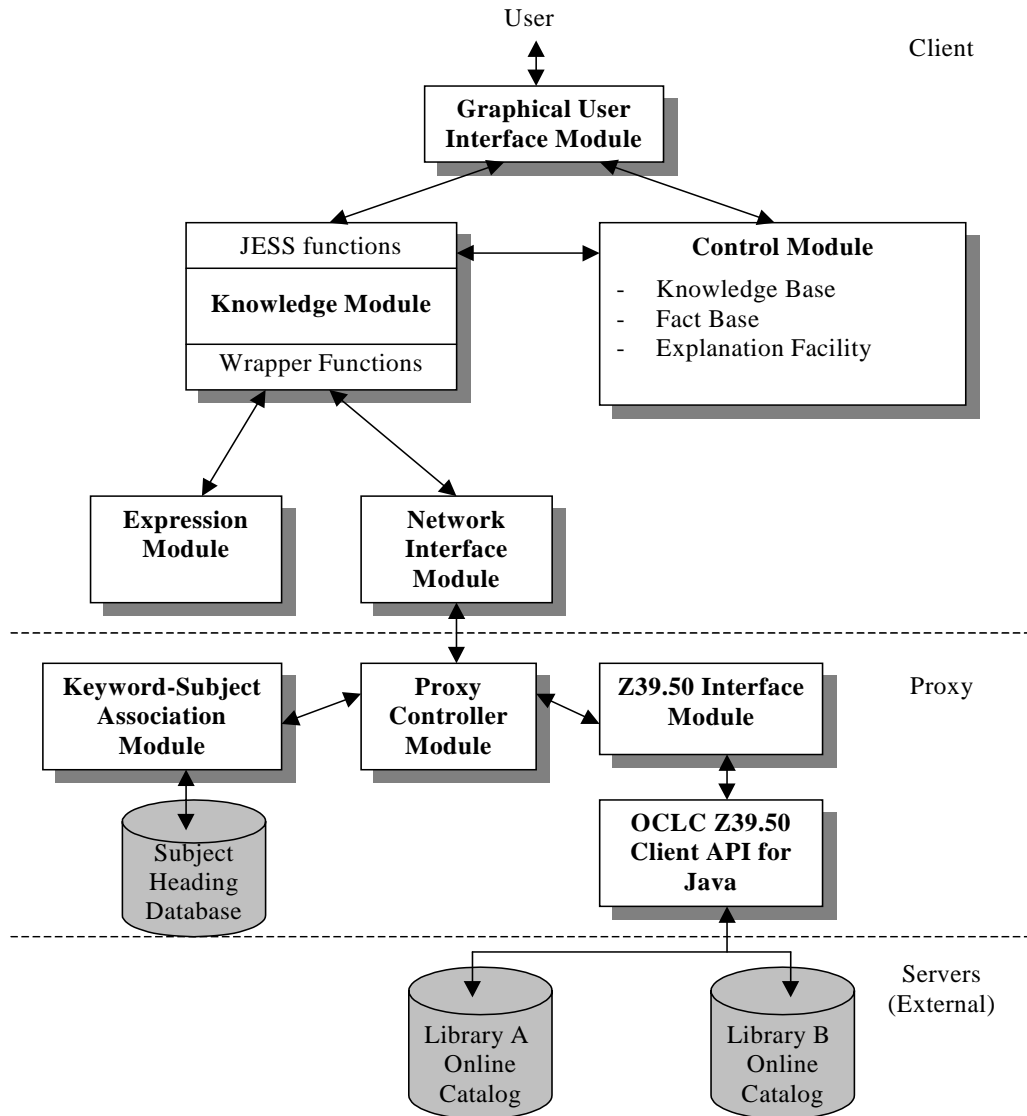 User
Client
Graphical User
Interface Module
JESS functions
Knowledge Module
Wrapper Functions
Control Module
- Knowledge Base
- Fact Base
- Explanation Facility
Expression
Module
Network
Interface
Module
Keyword-Subject
Association
Module
Proxy
Controller
Module
Z39.50 Interface
Module
Proxy
Subject
Heading
Database
OCLC Z39.50
Client API for
Java
Servers
(External)
Library A
Online
Catalog
Library B
Online
Catalog